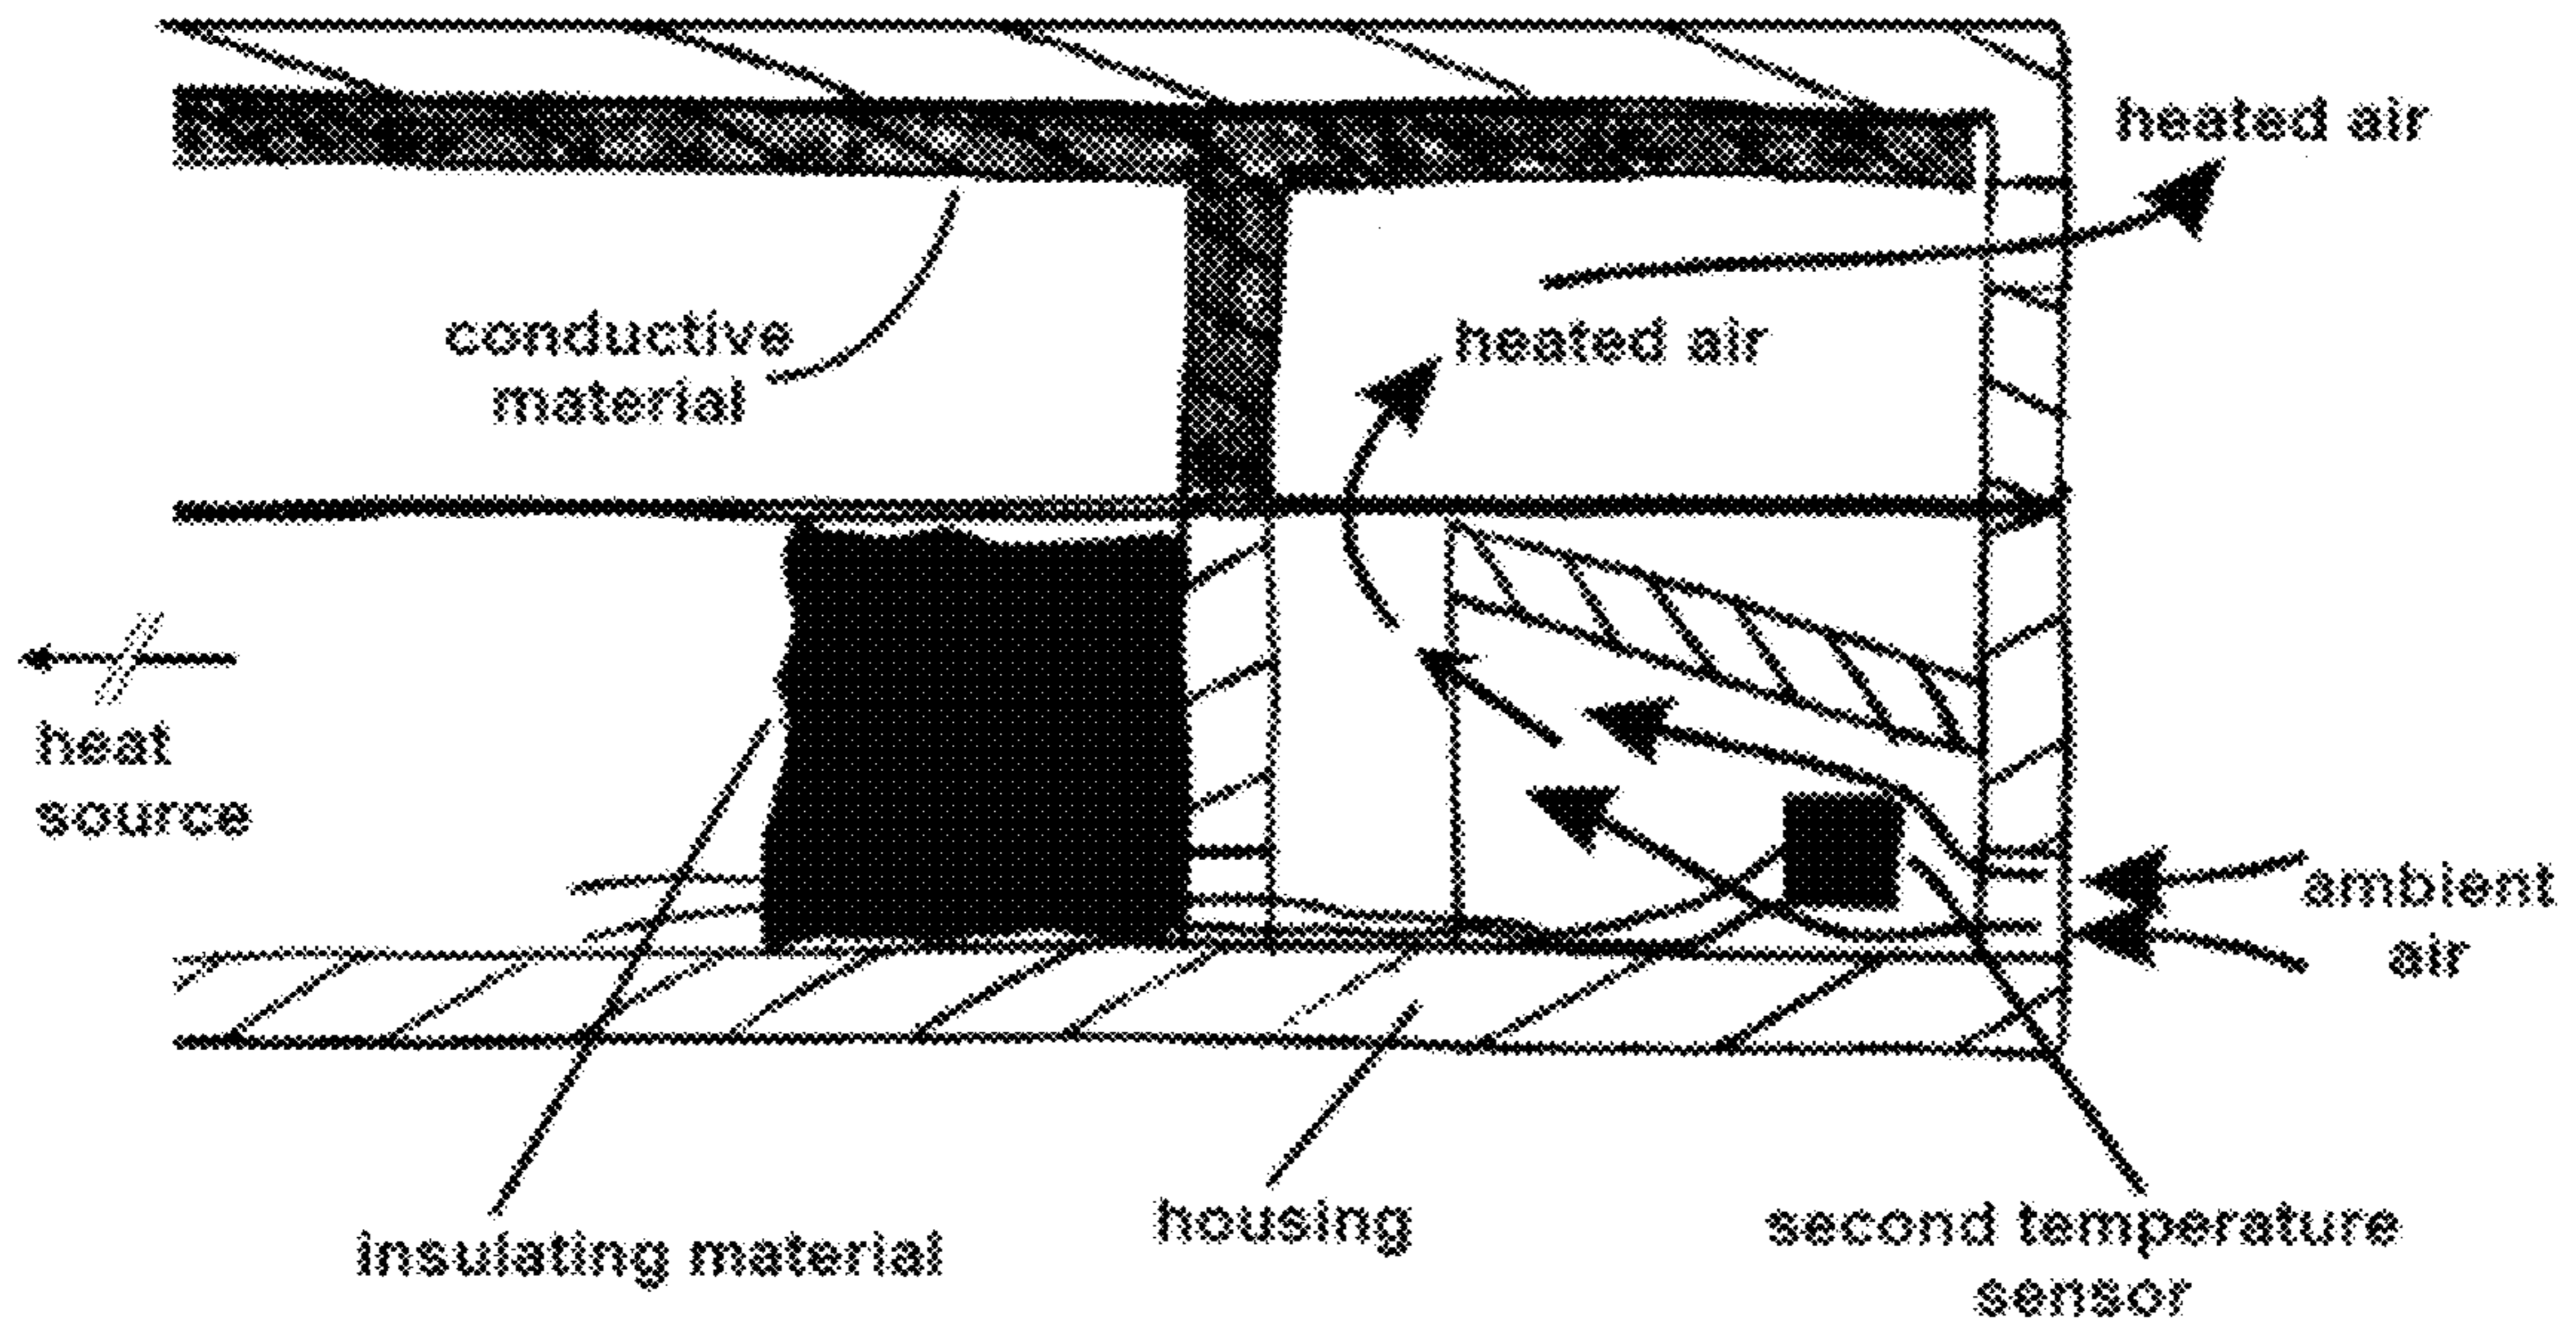 heated air
conductive
material
heated air
heat
source
ambient
air
insulating material
housing
second temperature
sensor